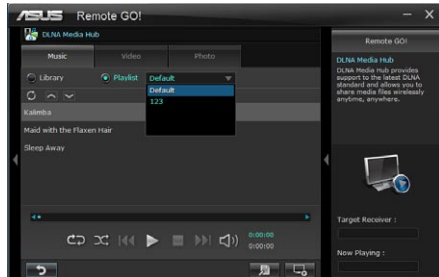 ASUS Remote GO!
DLNA Media Hub
Music Video Photo
Library Playlist Default
Default
123
Kalimba
Maid with the Flaxen Hair
Sleep Away
0:00:00
0:00:00
Remote GO!
DLNA Media Hub
DLNA Media Hub provides
support to the latest DLNA
standard and allows you to
share media files wirelessly
anytime, anywhere.
Target Receiver :
Now Playing :